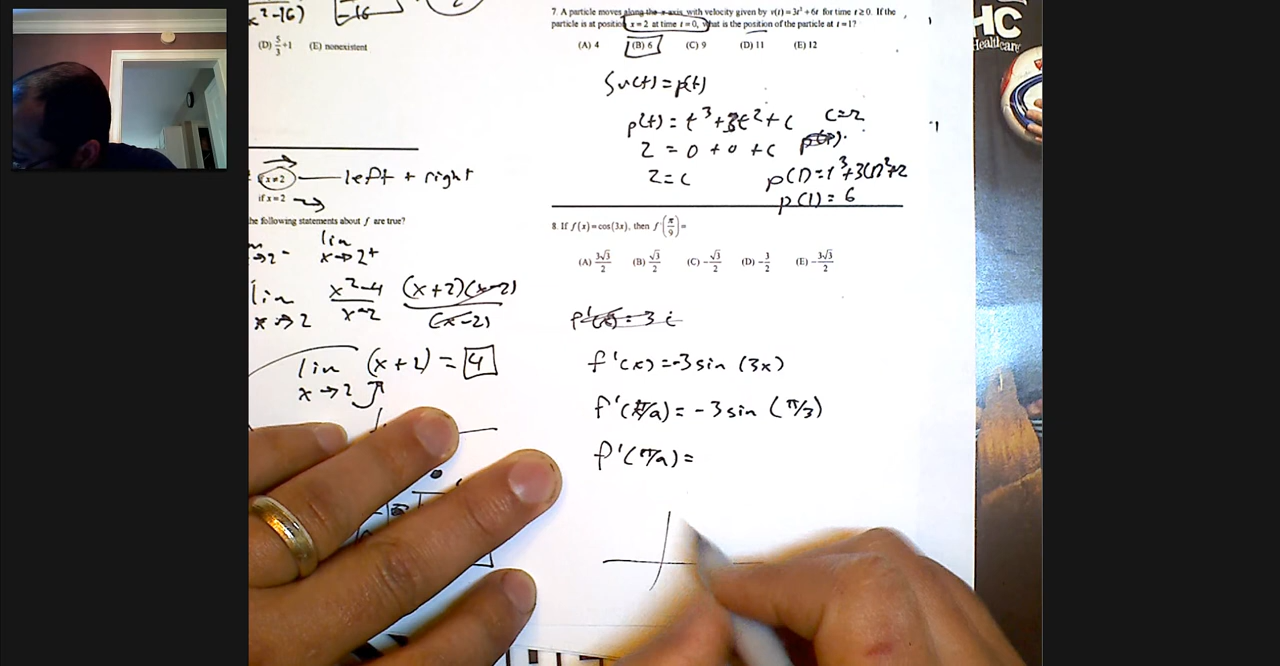 x²-16)
=-16
(D) 5/3+1 (E) nonexistent
x≠2
left + right
if x=2
he following statements about f are true?
lim
x→2+
lim
x→2
x²-4
x-2
(x+2)(x-2)
(x-2)
lim (x+2) = 4
x→2
7. A particle moves along the x-axis with velocity given by v(t)=3t²+6t for time t≥0. If the
particle is at position x=2 at time t=0, what is the position of the particle at t=1?
(A) 4 (B) 6 (C) 9 (D) 11 (E) 12
∫v(t)=p(t)
p(t)=t³+3t²+c c=2
2 = 0 + 0 + c
2=c
p(1)=1³+3(1)²+2
p(1)=6
8. If f(x)=cos(3x), then f'(π/9)=
(A) 3√3/2 (B) √3/2 (C) -√3/2 (D) -3/2 (E) -3√3/2
f'(x)=-3sin (3x)
f'(π/9)=-3sin (π/3)
f'(π/9)=
HC
Healthcare